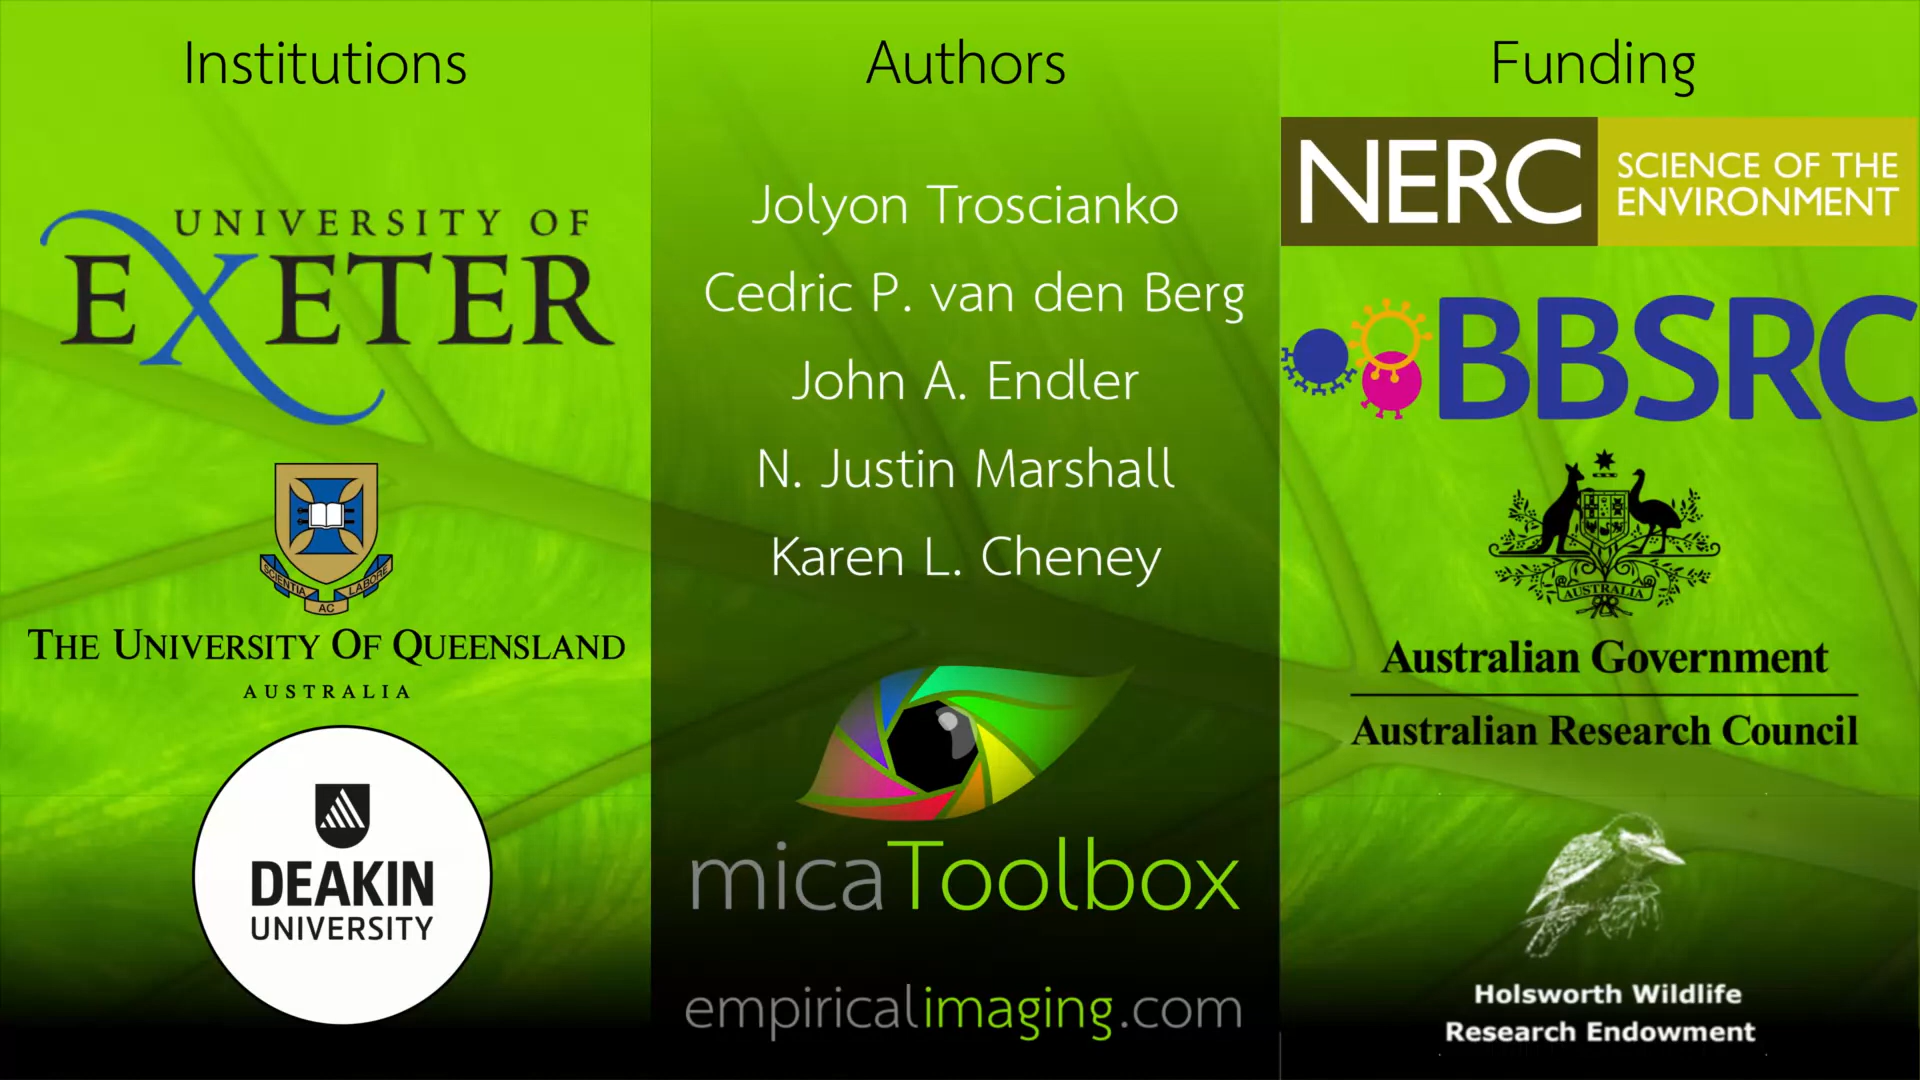 Institutions
UNIVERSITY OF
EXETER
SCIENTIA AC LABORE
THE UNIVERSITY OF QUEENSLAND
AUSTRALIA
DEAKIN
UNIVERSITY
Authors
Jolyon Troscianko
Cedric P. van den Berg
John A. Endler
N. Justin Marshall
Karen L. Cheney
micaToolbox
empiricalimaging.com
Funding
NERC SCIENCE OF THE
ENVIRONMENT
BBSRC
AUSTRALIA
Australian Government
Australian Research Council
Holsworth Wildlife
Research Endowment